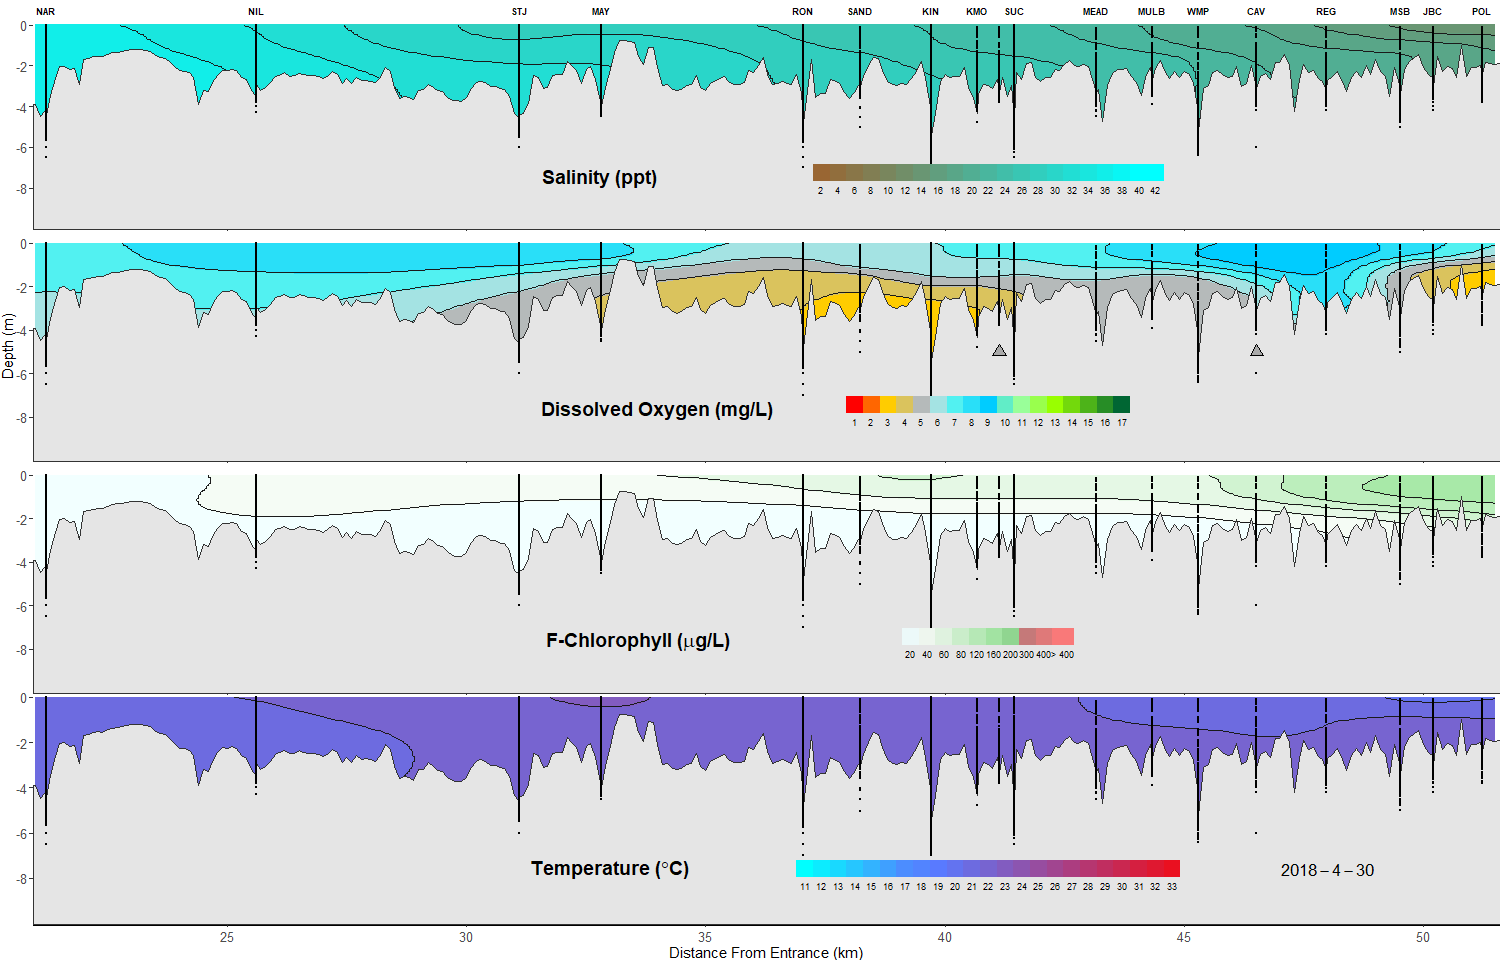 NAR NIL STJ MAY RON SAND KIN KMO SUC MEAD MULB WMP CAV REG MSB JBC POL
0
-2
-4
-6
-8
Salinity (ppt)
2 4 6 8 10 12 14 16 18 20 22 24 26 28 30 32 34 36 38 40 42
0
-2
-4
-6
-8
Dissolved Oxygen (mg/L)
1 2 3 4 5 6 7 8 9 10 11 12 13 14 15 16 17
Depth (m)
0
-2
-4
-6
-8
F-Chlorophyll (μg/L)
20 40 60 80 120 160 200 300 400 > 400
0
-2
-4
-6
-8
Temperature (°C)
11 12 13 14 15 16 17 18 19 20 21 22 23 24 25 26 27 28 29 30 31 32 33
2018 – 4 – 30
25 30 35 40 45 50
Distance From Entrance (km)